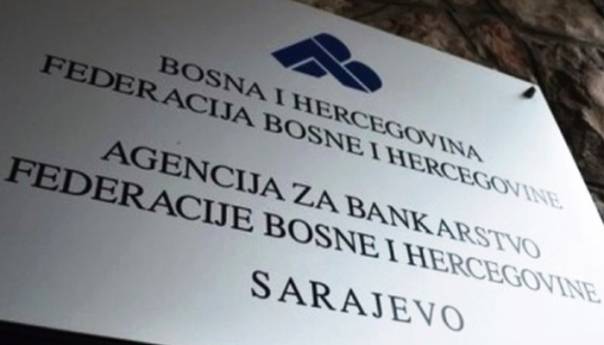 BOSNA I HERCEGOVINA
FEDERACIJA BOSNE I HERCEGOVINE
AGENCIJA ZA BANKARSTVO
FEDERACIJE BOSNE I HERCEGOVINE
SARAJEVO